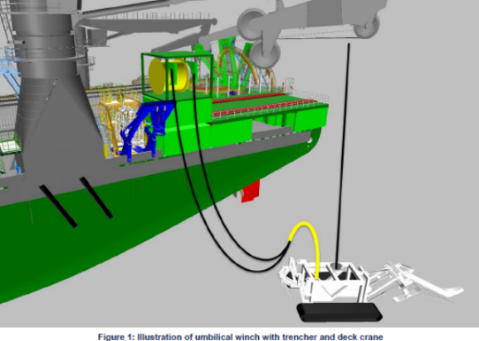 Figure 1: Illustration of umbilical winch with trencher and deck crane